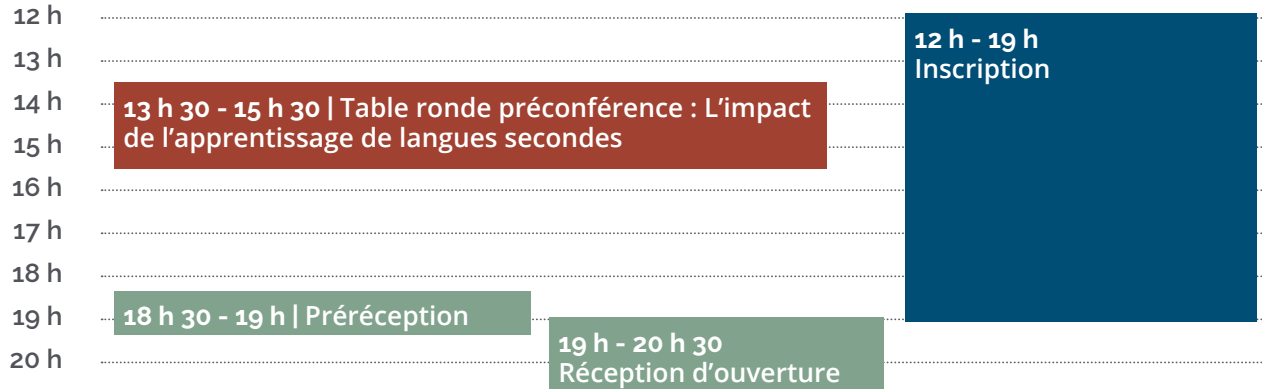 12 h
13 h
14 h
15 h
16 h
17 h
18 h
19 h
20 h
13 h 30 - 15 h 30 | Table ronde préconférence : L’impact
de l’apprentissage de langues secondes
18 h 30 - 19 h | Préréception
19 h - 20 h 30
Réception d’ouverture
12 h - 19 h
Inscription